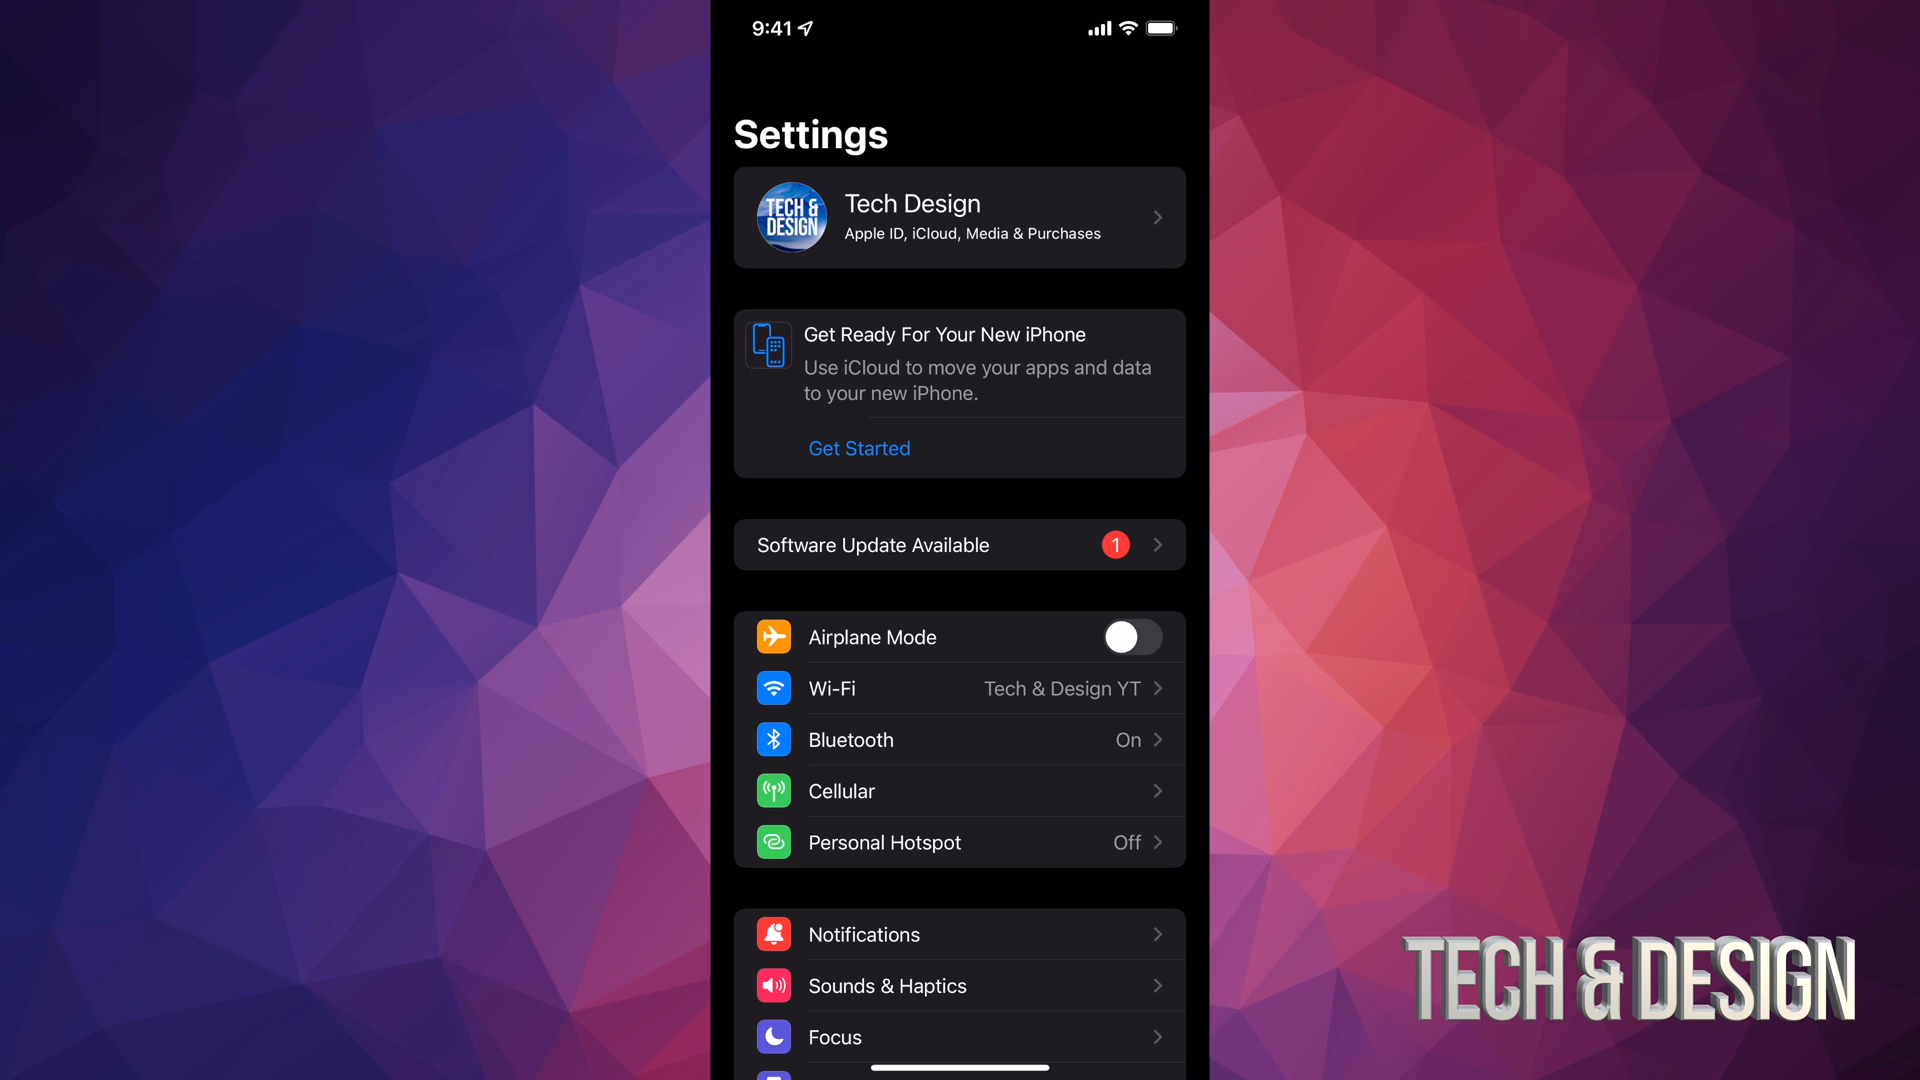 9:41
Settings
TECH &
DESIGN
Tech Design
Apple ID, iCloud, Media & Purchases
Get Ready For Your New iPhone
Use iCloud to move your apps and data
to your new iPhone.
Get Started
Software Update Available 1
Airplane Mode
Wi-Fi Tech & Design YT
Bluetooth On
Cellular
Personal Hotspot Off
Notifications
Sounds & Haptics
Focus
TECH & DESIGN